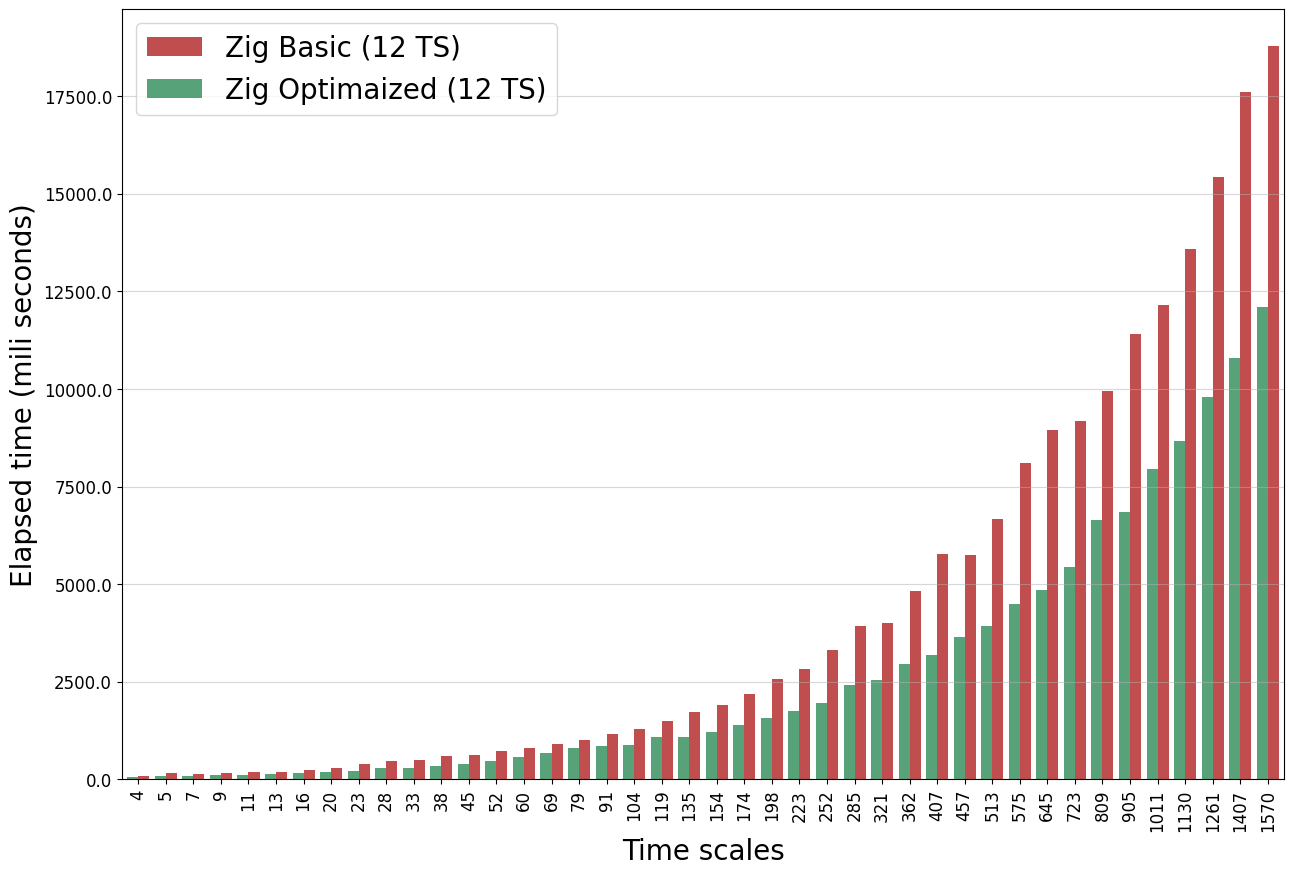 Zig Basic (12 TS)
Zig Optimaized (12 TS)
Elapsed time (mili seconds)
17500.0
15000.0
12500.0
10000.0
7500.0
5000.0
2500.0
0.0
4 5 7 9 11 13 16 20 23 28 33 38 45 52 60 69 79 91 104 119 135 154 174 198 223 252 285 321 362 407 457 513 575 645 723 809 905 1011 1130 1261 1407 1570
Time scales